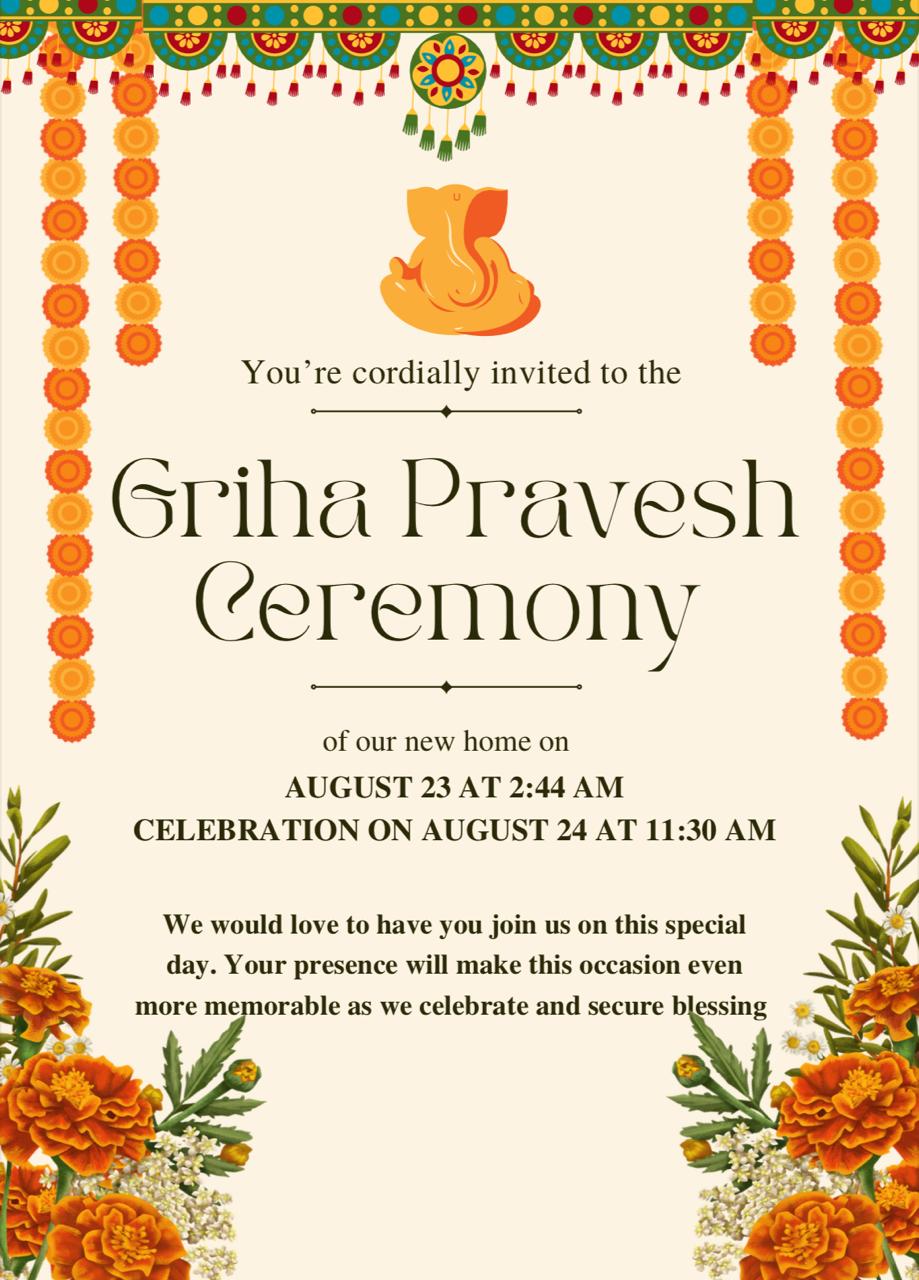 You’re cordially invited to the
Griha Pravesh
Ceremony
of our new home on
AUGUST 23 AT 2:44 AM
CELEBRATION ON AUGUST 24 AT 11:30 AM
We would love to have you join us on this special
day. Your presence will make this occasion even
more memorable as we celebrate and secure blessing